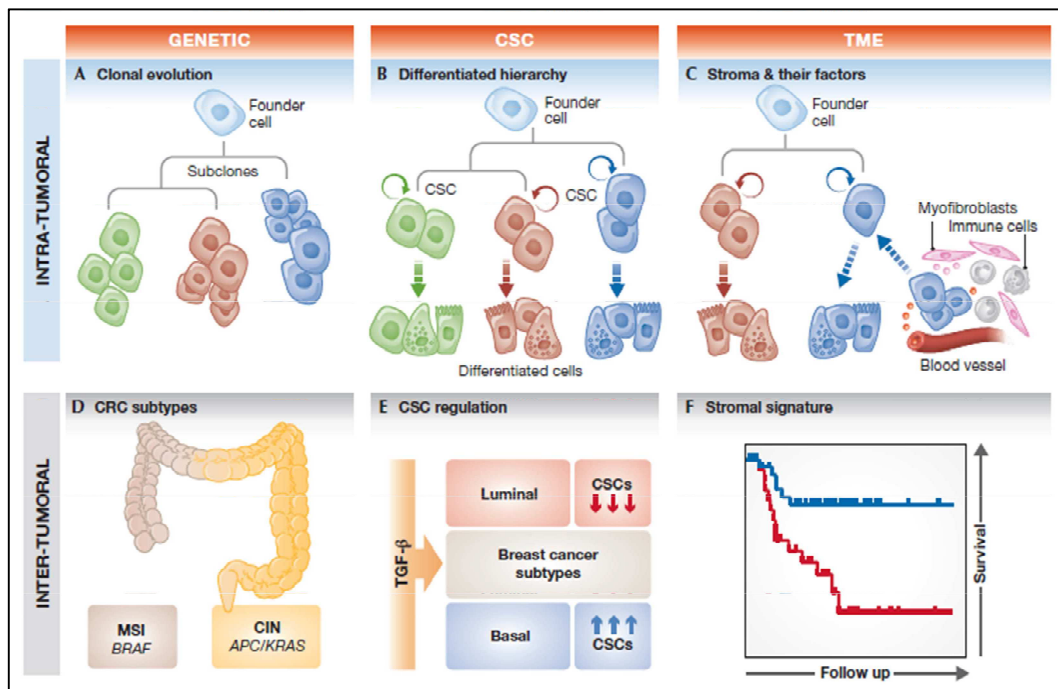 GENETIC
CSC
TME
INTRA-TUMORAL
A Clonal evolution
Founder
cell
Subclones
B Differentiated hierarchy
Founder
cell
CSC
CSC
Differentiated cells
C Stroma & their factors
Founder
cell
Myofibroblasts
Immune cells
Blood vessel
INTER-TUMORAL
D CRC subtypes
MSI
BRAF
CIN
APC/KRAS
E CSC regulation
TGF-β
Luminal
CSCs
Breast cancer
subtypes
Basal
CSCs
F Stromal signature
Survival
Follow up